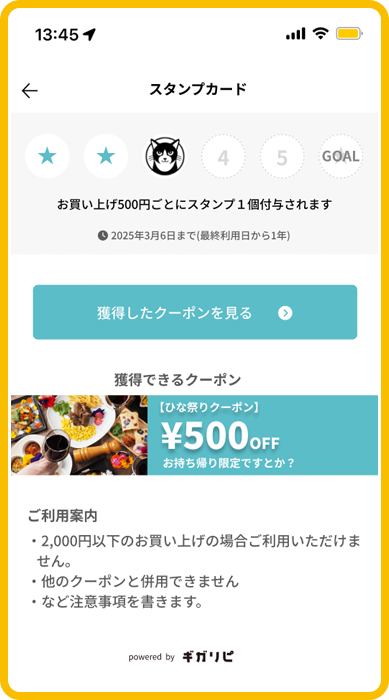 13:45
スタンプカード
4 5 GOAL
お買い上げ500円ごとにスタンプ１個付与されます
2025年3月6日まで(最終利用日から1年)
獲得したクーポンを見る
獲得できるクーポン
【ひな祭りクーポン】
¥500OFF
お持ち帰り限定ですとか？
ご利用案内
・2,000円以下のお買い上げの場合ご利用いただけま
せん。
・他のクーポンと併用できません
・など注意事項を書きます。
powered by ギガリピ